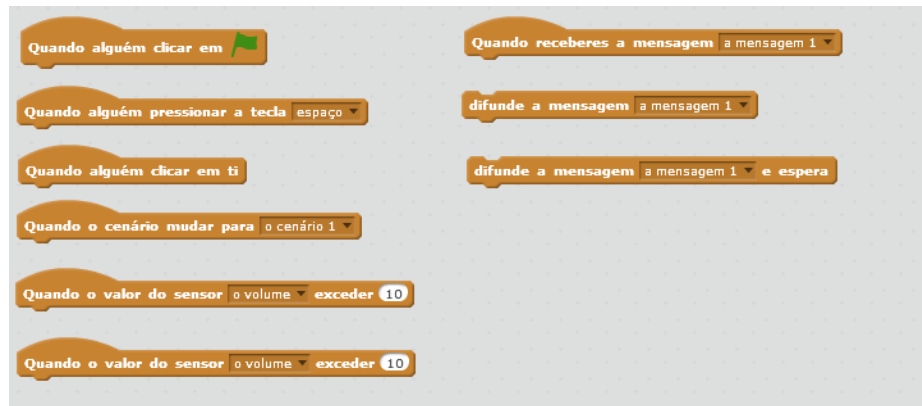 Quando alguém clicar em
Quando alguém pressionar a tecla espaço
Quando alguém clicar em ti
Quando o cenário mudar para o cenário 1
Quando o valor do sensor o volume exceder 10
Quando o valor do sensor o volume exceder 10
Quando receberes a mensagem a mensagem 1
difunde a mensagem a mensagem 1
difunde a mensagem a mensagem 1 e espera